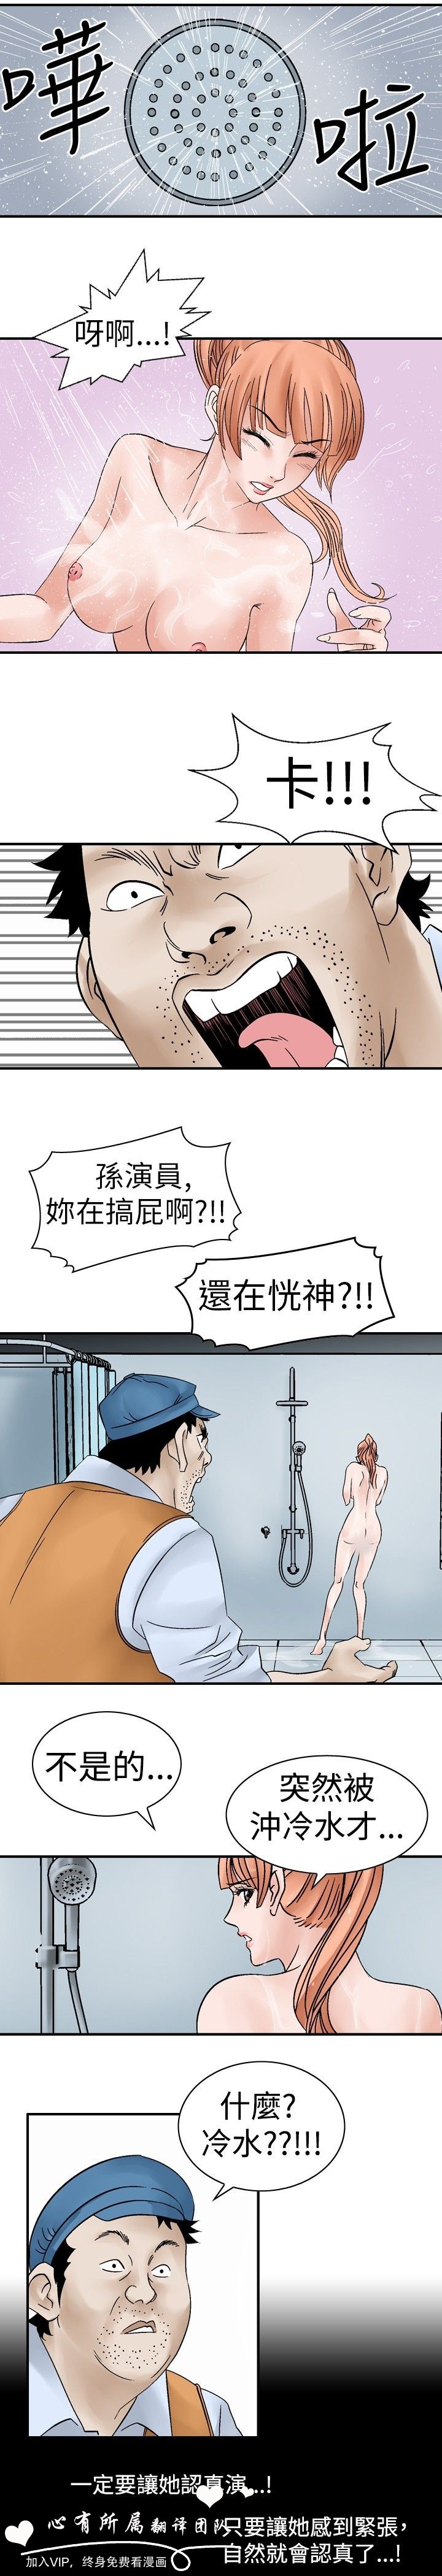 嘩
啦
呀啊...!
卡!!!
孫演員,
妳在搞屁啊?!!
還在恍神?!!
不是的...
突然被
沖冷水才...
什麼?
冷水??!!!
一定要讓她認真演...!
心有所属翻译团队
只要讓她感到緊張，
自然就會認真了...!
加入VIP，终身免费看漫画